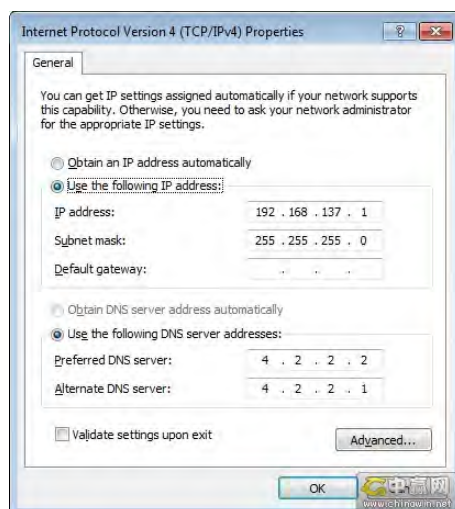 Internet Protocol Version 4 (TCP/IPv4) Properties
General
You can get IP settings assigned automatically if your network supports
this capability. Otherwise, you need to ask your network administrator
for the appropriate IP settings.
Obtain an IP address automatically
Use the following IP address:
IP address: 192 . 168 . 137 . 1
Subnet mask: 255 . 255 . 255 . 0
Default gateway: . . .
Obtain DNS server address automatically
Use the following DNS server addresses:
Preferred DNS server: 4 . 2 . 2 . 2
Alternate DNS server: 4 . 2 . 2 . 1
Validate settings upon exit
Advanced...
OK
www.chinawin.net